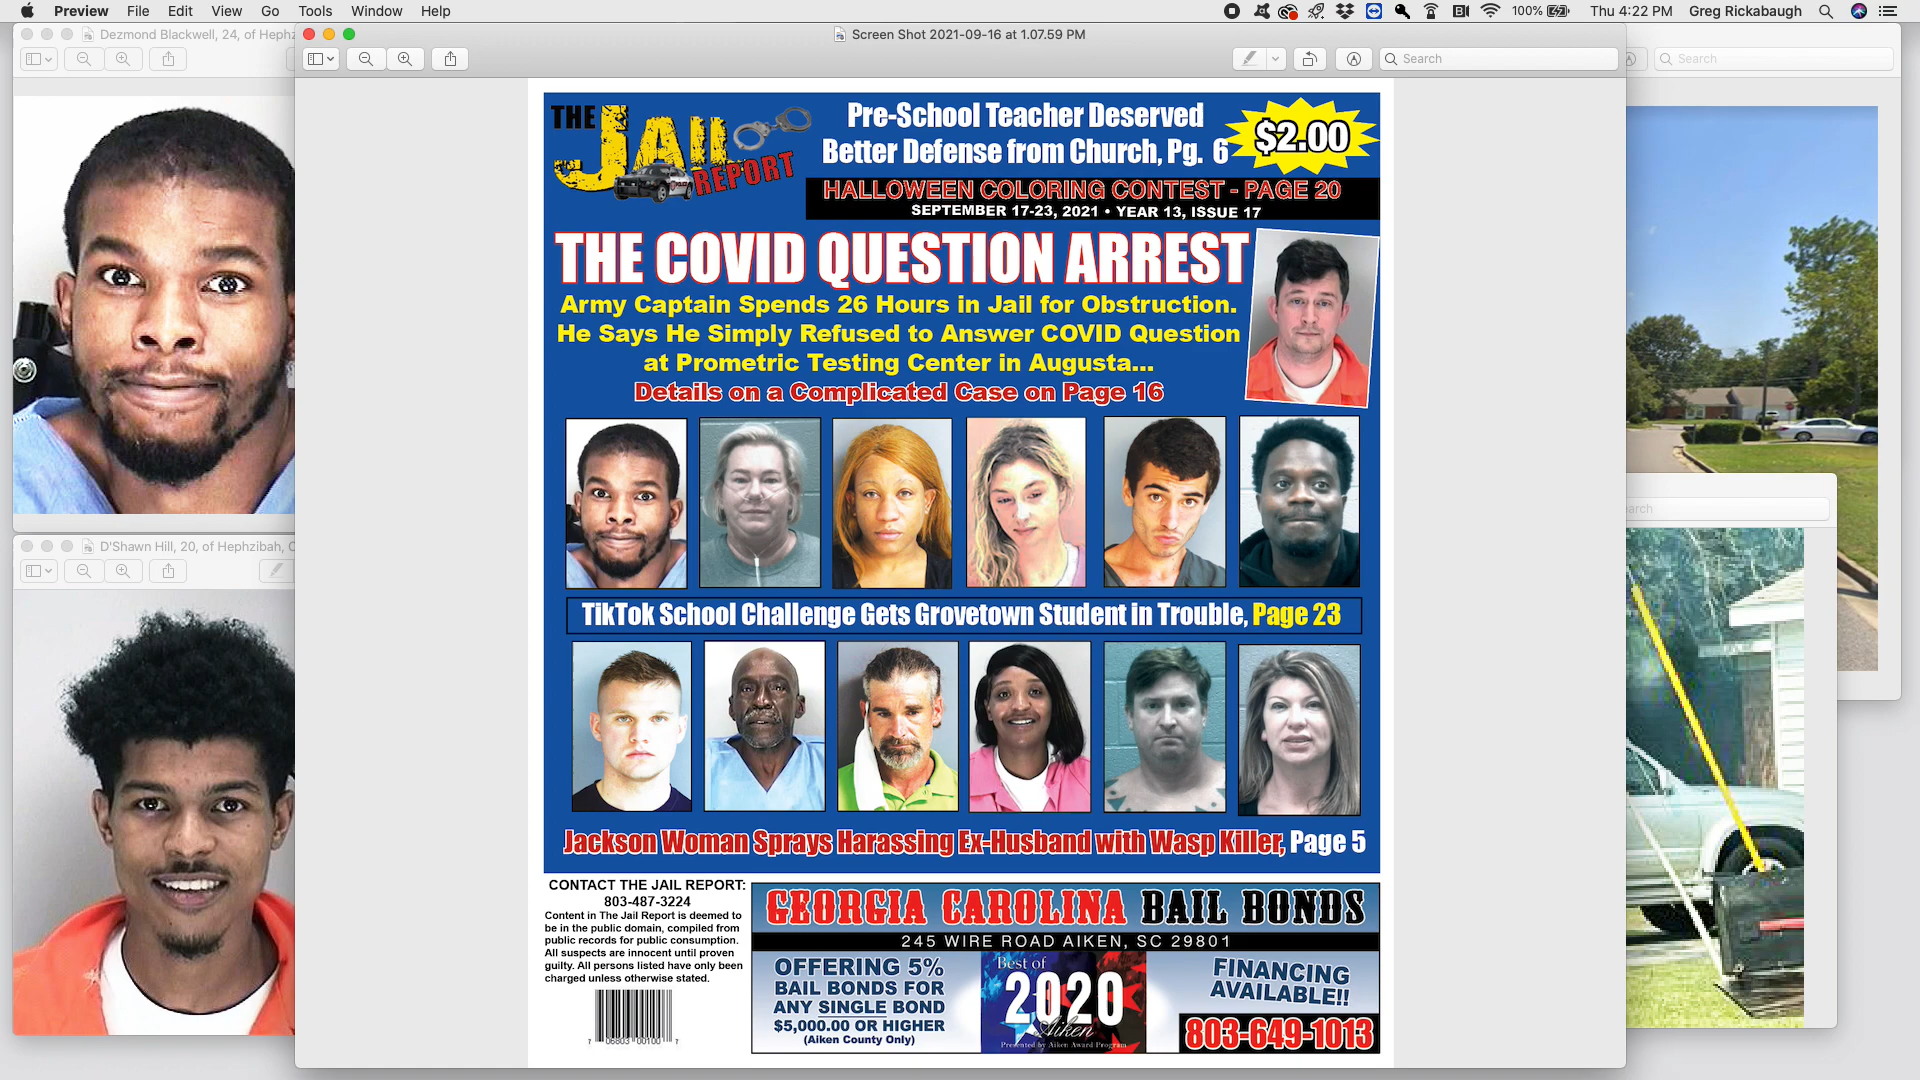 Preview File Edit View Go Tools Window Help
100% Thu 4:22 PM Greg Rickabaugh
Dezmond Blackwell, 24, of Hephz
Screen Shot 2021-09-16 at 1.07.59 PM
Search
Search
THE JAIL REPORT
Pre-School Teacher Deserved
Better Defense from Church, Pg. 6
$2.00
HALLOWEEN COLORING CONTEST - PAGE 20
SEPTEMBER 17-23, 2021 • YEAR 13, ISSUE 17
THE COVID QUESTION ARREST
Army Captain Spends 26 Hours in Jail for Obstruction.
He Says He Simply Refused to Answer COVID Question
at Prometric Testing Center in Augusta...
Details on a Complicated Case on Page 16
earch
D'Shawn Hill, 20, of Hephzibah, C
TikTok School Challenge Gets Grovetown Student in Trouble, Page 23
Jackson Woman Sprays Harassing Ex-Husband with Wasp Killer, Page 5
CONTACT THE JAIL REPORT:
803-487-3224
Content in The Jail Report is deemed to
be in the public domain, compiled from
public records for public consumption.
All suspects are innocent until proven
guilty. All persons listed have only been
charged unless otherwise stated.
7 06803 00100 7
GEORGIA CAROLINA BAIL BONDS
245 WIRE ROAD AIKEN, SC 29801
OFFERING 5%
BAIL BONDS FOR
ANY SINGLE BOND
$5,000.00 OR HIGHER
(Aiken County Only)
Best of
2020
Aiken
Presented by Aiken Award Program
FINANCING
AVAILABLE!!
803-649-1013